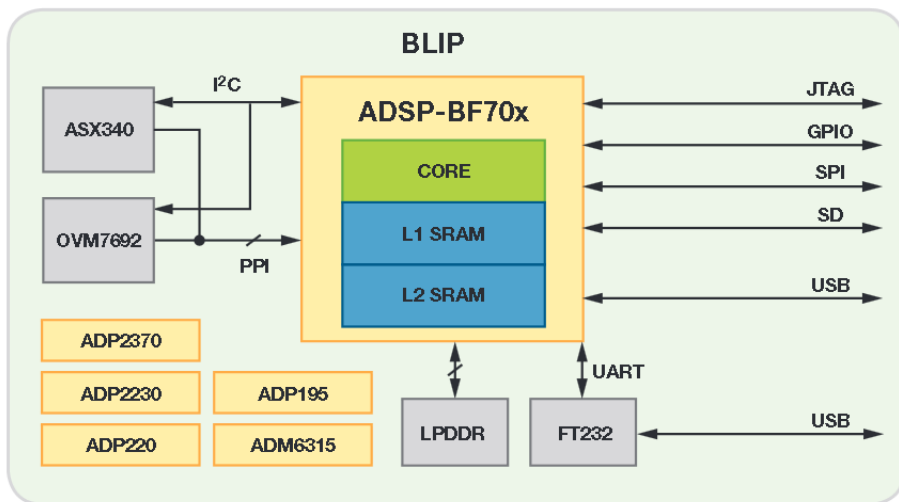 BLIP
I²C
ASX340
OVM7692
PPI
ADSP-BF70x
CORE
L1 SRAM
L2 SRAM
JTAG
GPIO
SPI
SD
USB
ADP2370
ADP2230
ADP195
ADP220
ADM6315
LPDDR
UART
FT232
USB